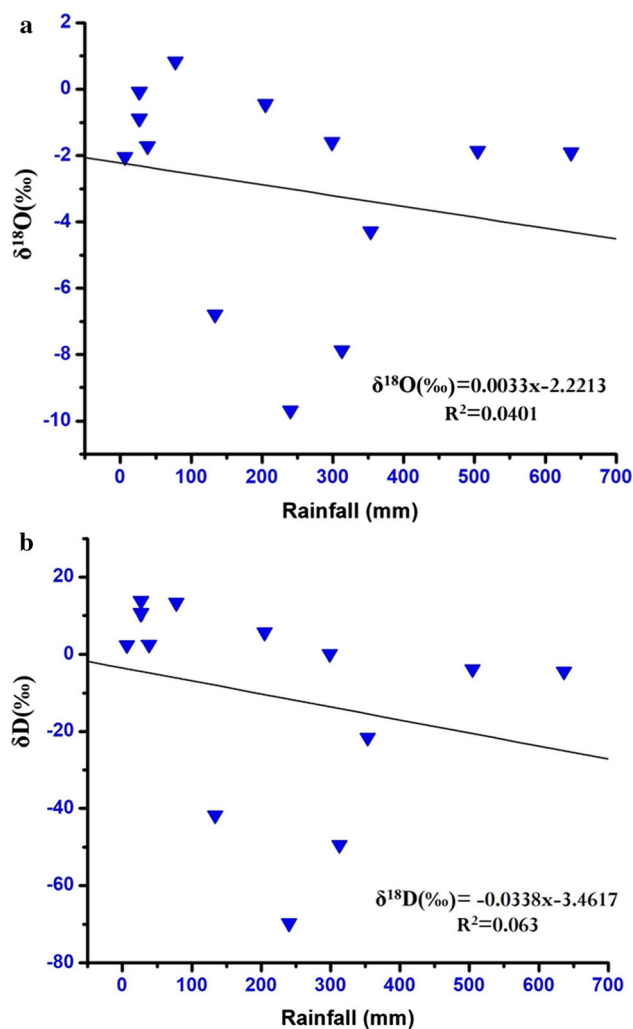 a
2
0
-2
-4
-6
-8
-10
δ¹⁸O(‰)
δ¹⁸O(‰)=0.0033x-2.2213
R²=0.0401
0 100 200 300 400 500 600 700
Rainfall (mm)
b
20
0
-20
-40
-60
-80
δD(‰)
δ¹⁸D(‰)= -0.0338x-3.4617
R²=0.063
0 100 200 300 400 500 600 700
Rainfall (mm)